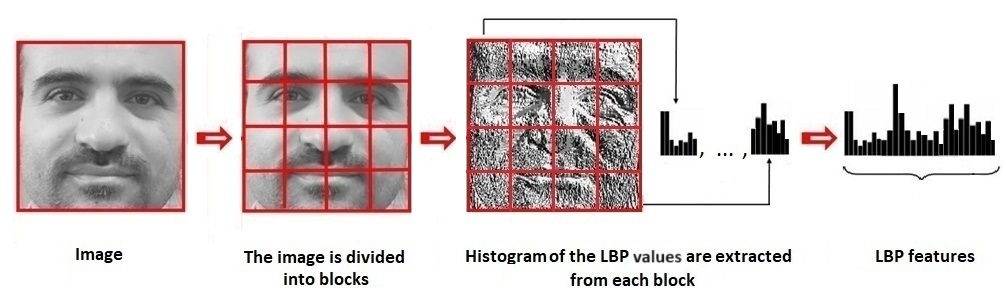 , ... ,
Image
The image is divided
into blocks
Histogram of the LBP values are extracted
from each block
LBP features